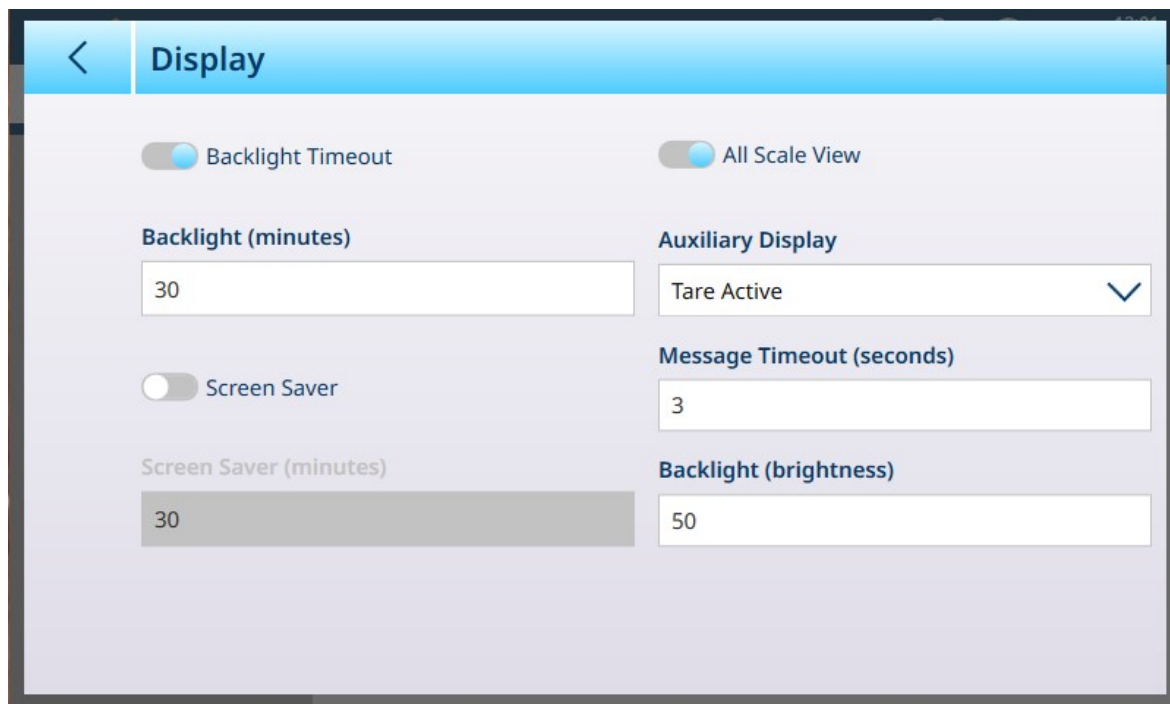 Display
Backlight Timeout
All Scale View
Backlight (minutes)
30
Auxiliary Display
Tare Active
Message Timeout (seconds)
3
Screen Saver
Screen Saver (minutes)
30
Backlight (brightness)
50